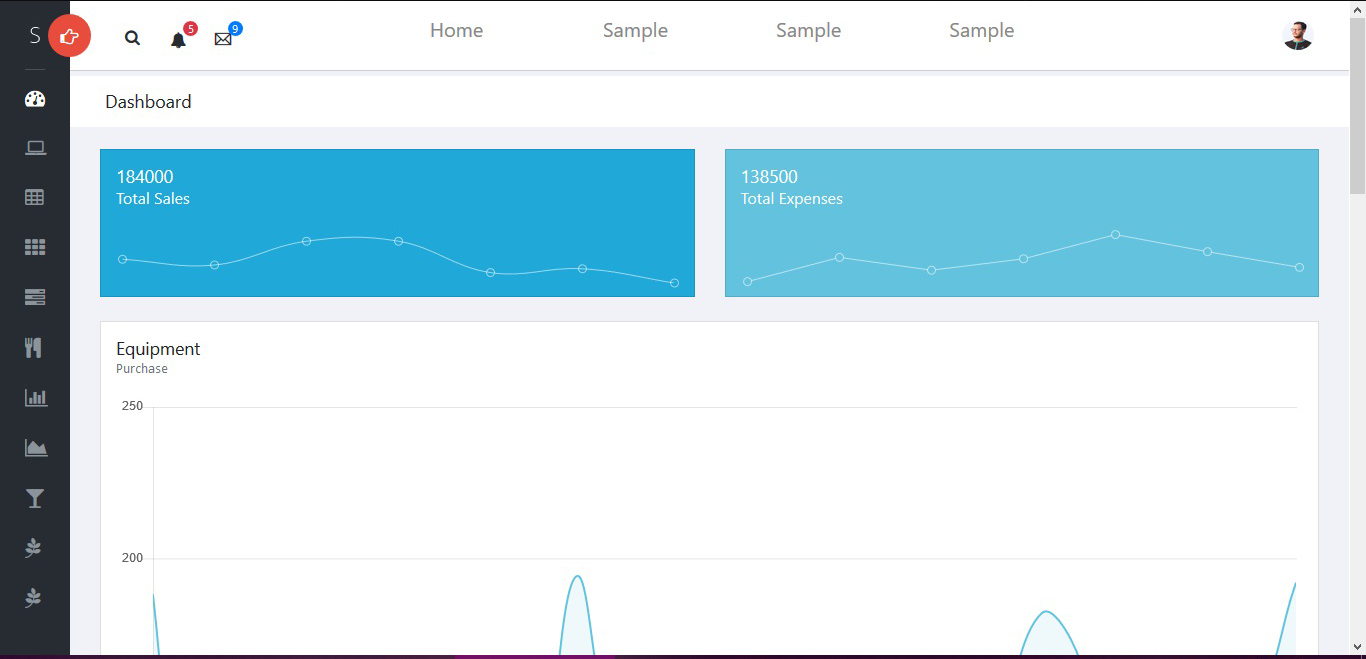 S
5
9
Home
Sample
Sample
Sample
Dashboard
184000
Total Sales
138500
Total Expenses
Equipment
Purchase
250
200